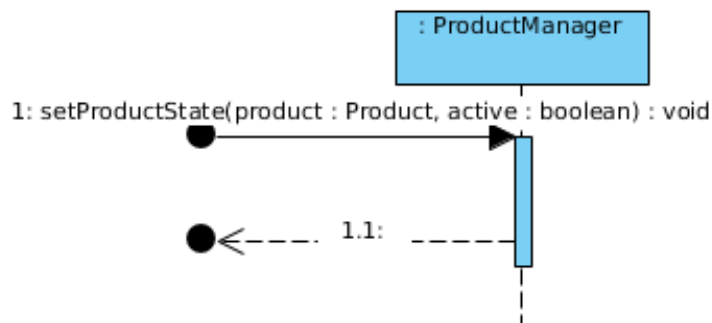 : ProductManager
1: setProductState(product : Product, active : boolean) : void
1.1: